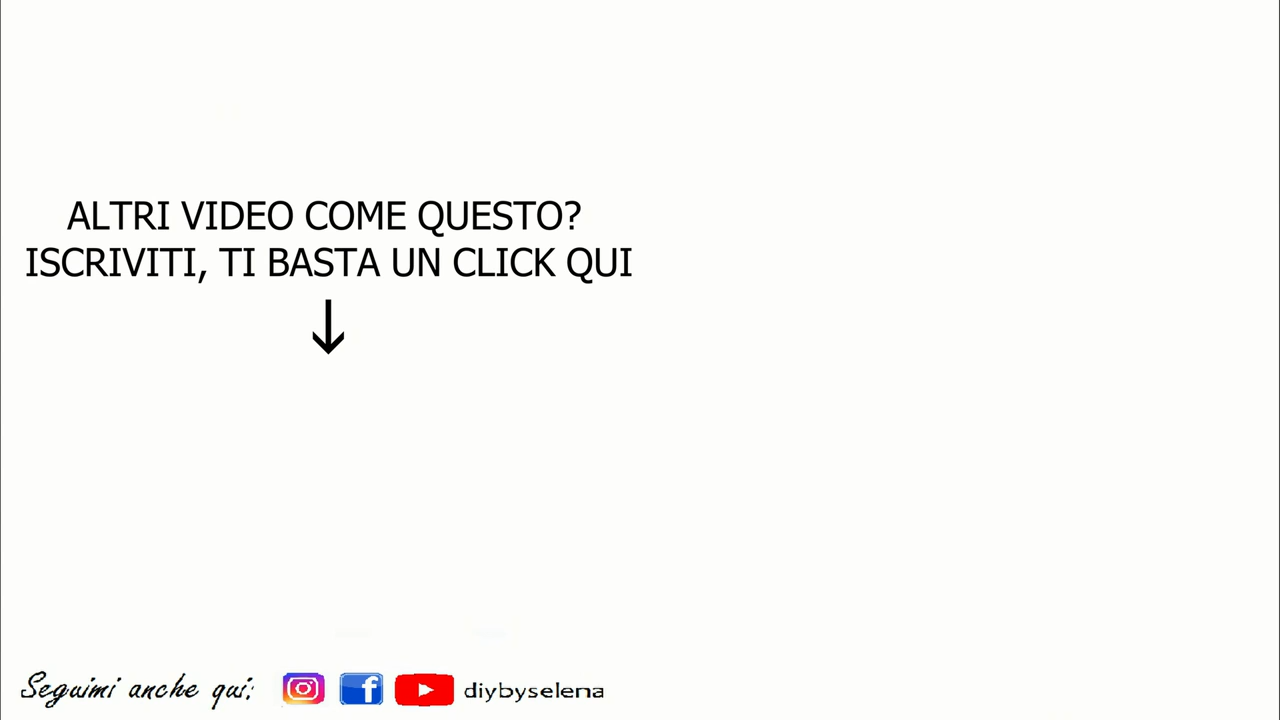 ALTRI VIDEO COME QUESTO?
ISCRIVITI, TI BASTA UN CLICK QUI
↓
Seguimi anche qui: diybyselena